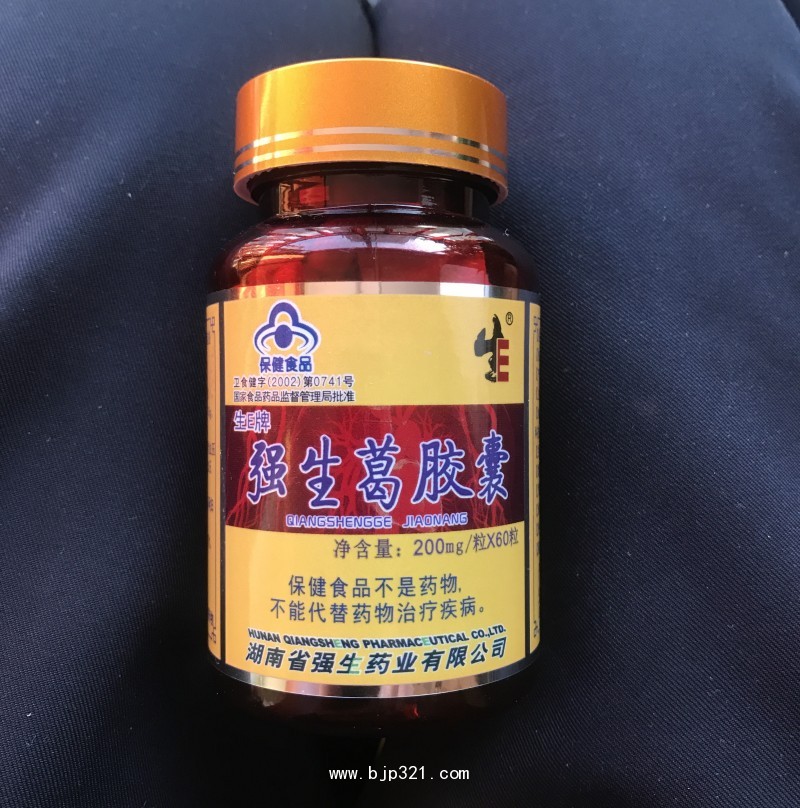 保健食品
生E®
卫食健字(2002)第0741号
国家食品药品监督管理局批准
生E牌
强生葛胶囊
QIANGSHENGGE JIAONANG
净含量：200mg/粒X60粒
保健食品不是药物，
不能代替药物治疗疾病。
HUNAN QIANGSHENG PHARMACEUTICAL CO.,LTD.
湖南省强生药业有限公司
www.bjp321.com